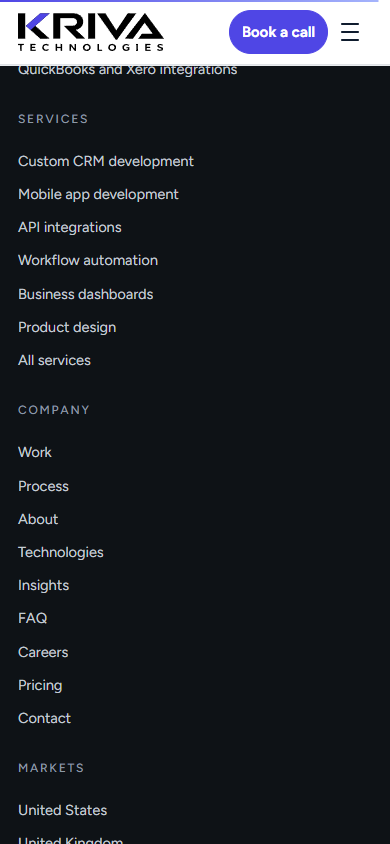 KRIVA
TECHNOLOGIES
Book a call
QuickBooks and Xero integrations
SERVICES
Custom CRM development
Mobile app development
API integrations
Workflow automation
Business dashboards
Product design
All services
COMPANY
Work
Process
About
Technologies
Insights
FAQ
Careers
Pricing
Contact
MARKETS
United States
United Kingdom